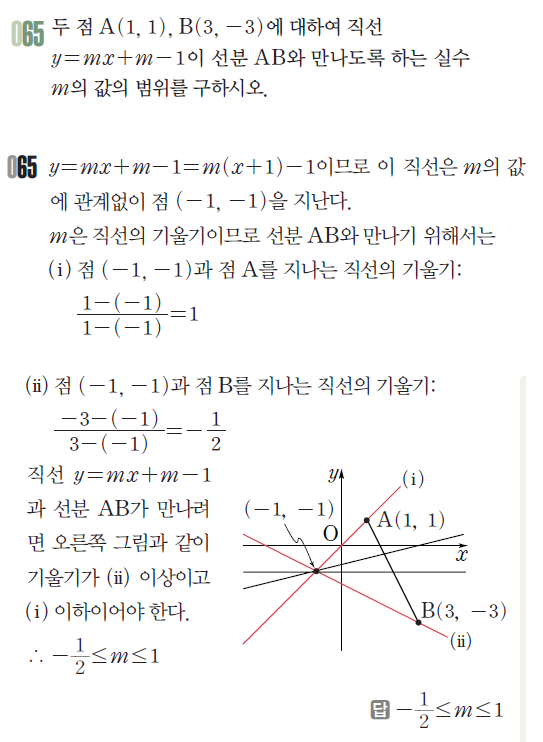 065 두 점 A(1, 1), B(3, −3)에 대하여 직선
y=mx+m−1이 선분 AB와 만나도록 하는 실수
m의 값의 범위를 구하시오.
065 y=mx+m−1=m(x+1)−1이므로 이 직선은 m의 값
에 관계없이 점 (−1, −1)을 지난다.
m은 직선의 기울기이므로 선분 AB와 만나기 위해서는
(ⅰ) 점 (−1, −1)과 점 A를 지나는 직선의 기울기:
1−(−1)/1−(−1)=1
(ⅱ) 점 (−1, −1)과 점 B를 지나는 직선의 기울기:
−3−(−1)/3−(−1)=−1/2
직선 y=mx+m−1
과 선분 AB가 만나려
면 오른쪽 그림과 같이
기울기가 (ⅱ) 이상이고
(ⅰ) 이하이어야 한다.
∴ −1/2≤m≤1
y
(ⅰ)
(−1, −1)
A(1, 1)
O
x
B(3, −3)
(ⅱ)
답 −1/2≤m≤1